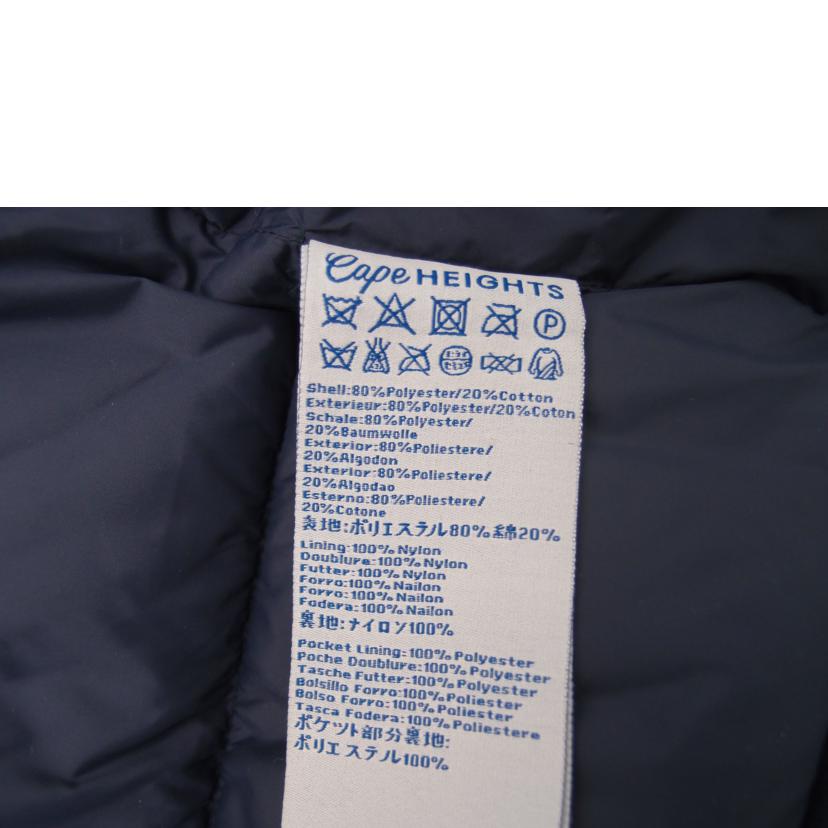 Cape HEIGHTS
P
Shell:80%Polyester/20%Cotton
Exterieur:80%Polyester/20%Coton
Schale:80%Polyester/
20%Baumwolle
Exterior:80%Poliestere/
20%Algodon
Exterior:80%Poliestere/
20%Algodao
Esterno:80%Poliestere/
20%Cotone
表地:ポリエステル80%綿20%
Lining:100% Nylon
Doublure:100% Nylon
Futter:100% Nylon
Forro:100% Nailon
Forro:100% Nailon
Fodera:100% Nailon
裏地:ナイロン100%
Pocket Lining:100% Polyester
Poche Doublure:100% Polyester
Tasche Futter:100% Polyester
Bolsillo Forro:100% Poliester
Bolso Forro:100% Poliester
Tasca Fodera:100% Poliestere
ポケット部分裏地:
ポリエステル100%